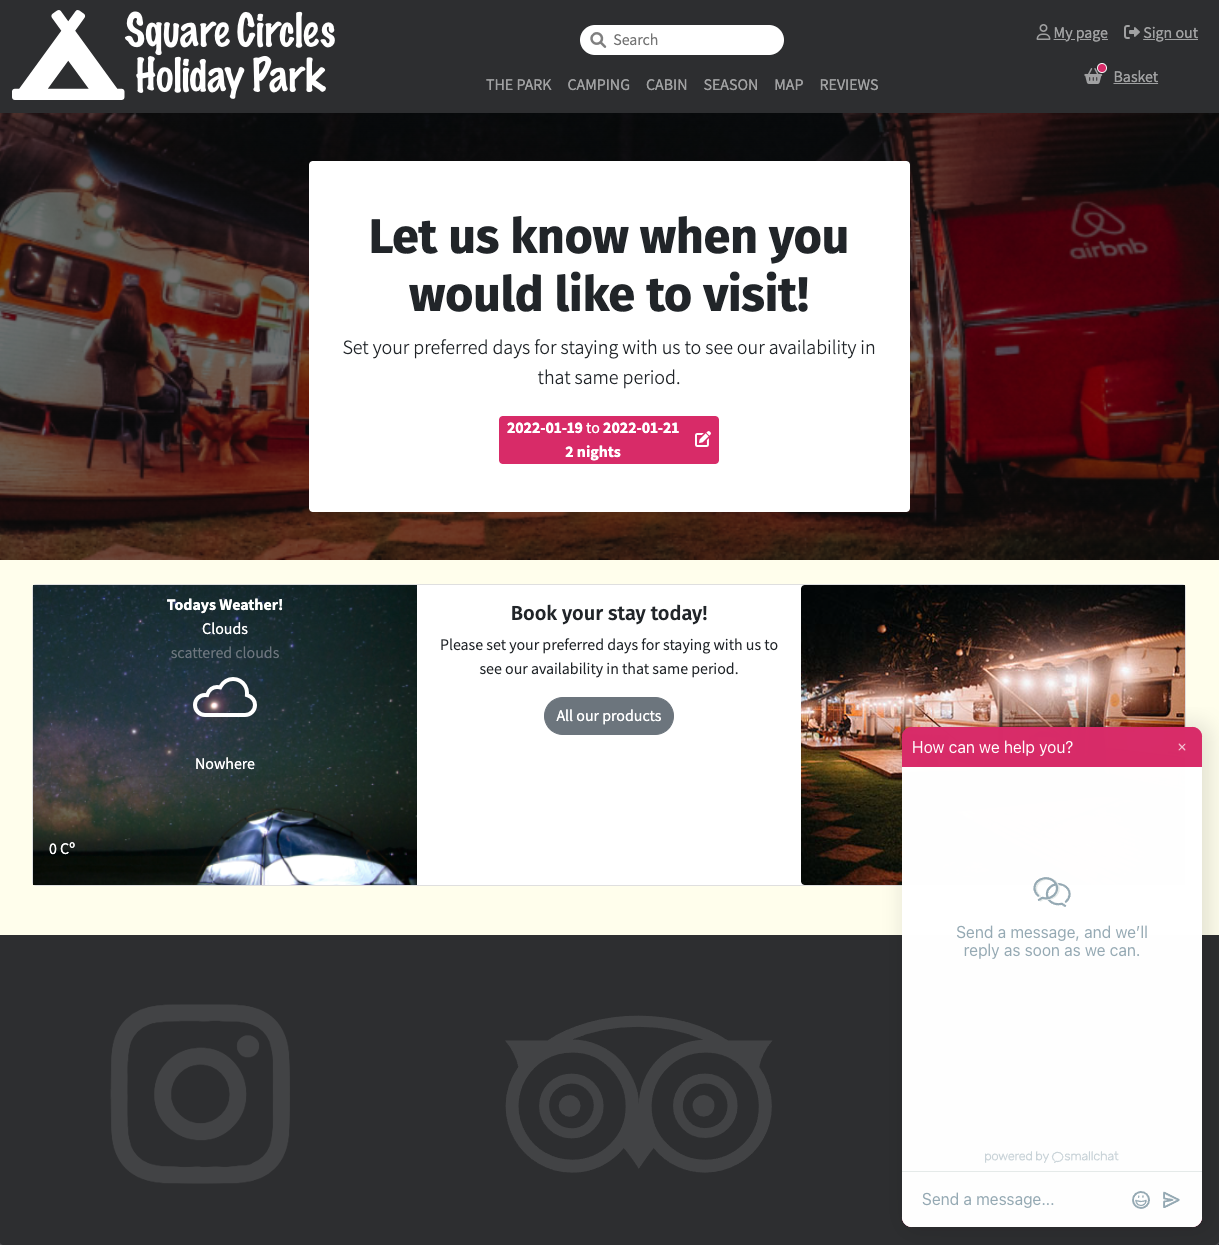 Square Circles
Holiday Park
Search
THE PARK CAMPING CABIN SEASON MAP REVIEWS
My page Sign out
Basket
airbnb
Let us know when you
would like to visit!
Set your preferred days for staying with us to see our availability in
that same period.
2022-01-19 to 2022-01-21
2 nights
Todays Weather!
Clouds
scattered clouds
Nowhere
0 Cº
Book your stay today!
Please set your preferred days for staying with us to
see our availability in that same period.
All our products
How can we help you? ×
Send a message, and we’ll
reply as soon as we can.
powered by smallchat
Send a message...